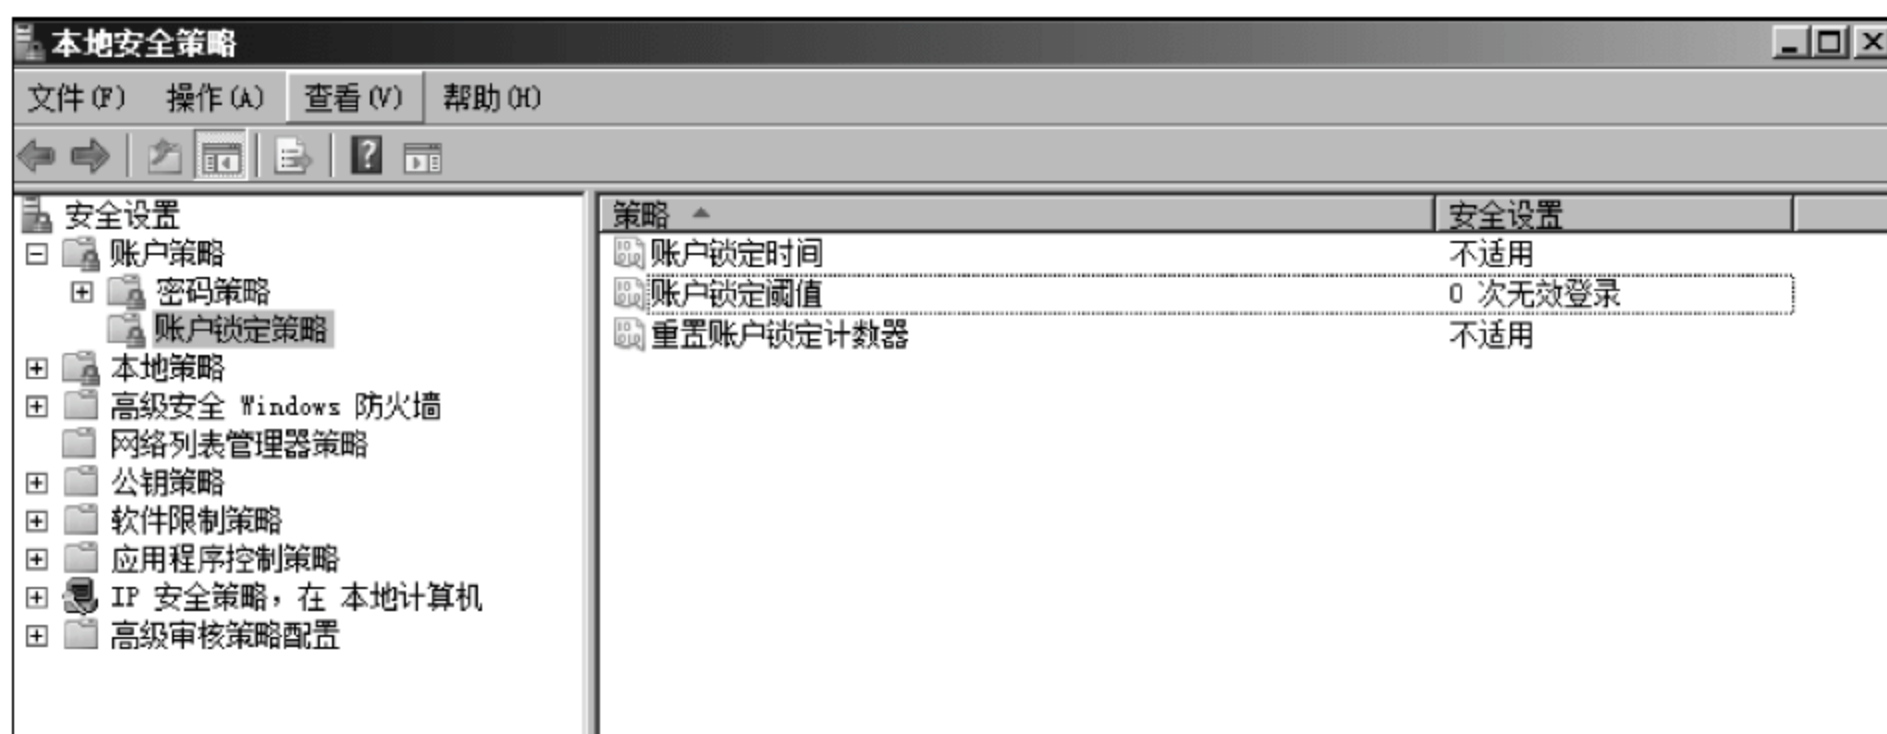 本地安全策略
文件(F) 操作(A) 查看(V) 帮助(H)
安全设置
账户策略
密码策略
账户锁定策略
本地策略
高级安全 Windows 防火墙
网络列表管理器策略
公钥策略
软件限制策略
应用程序控制策略
IP 安全策略，在 本地计算机
高级审核策略配置
策略 安全设置
账户锁定时间 不适用
账户锁定阈值 0 次无效登录
重置账户锁定计数器 不适用